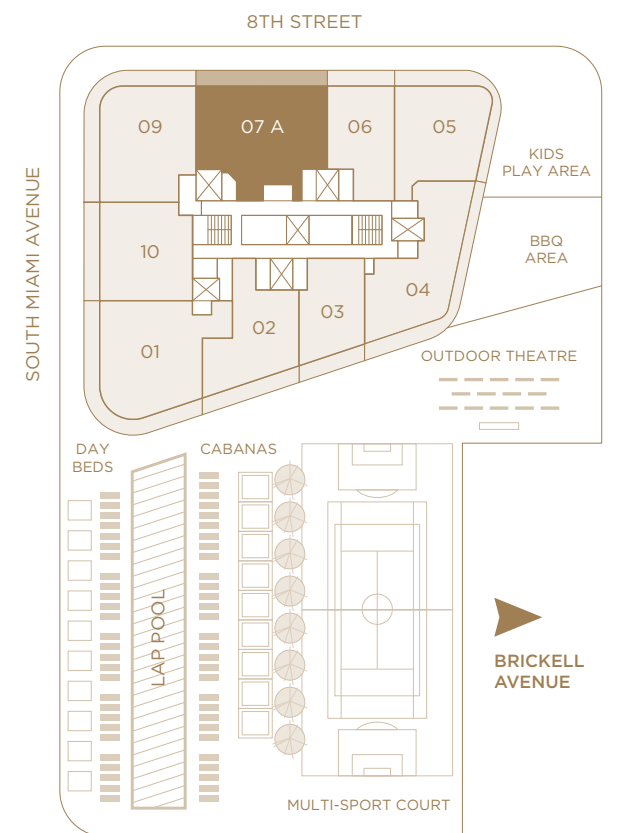 8TH STREET
SOUTH MIAMI AVENUE
09
07 A
06
05
KIDS
PLAY AREA
10
BBQ
AREA
04
03
02
01
OUTDOOR THEATRE
DAY
BEDS
CABANAS
LAP POOL
BRICKELL
AVENUE
MULTI-SPORT COURT